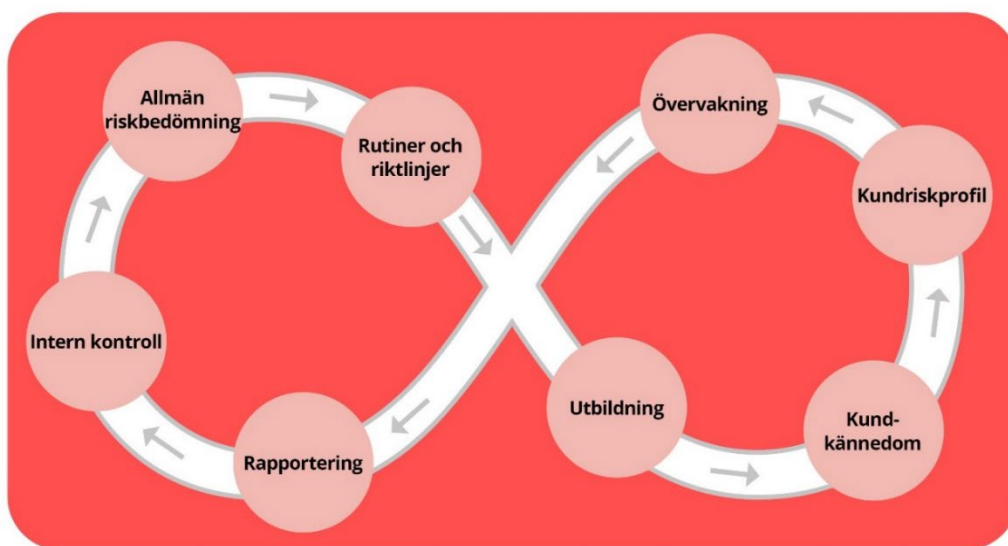 Allmän
riskbedömning
Rutiner och
riktlinjer
Övervakning
Kundriskprofil
Intern kontroll
Rapportering
Utbildning
Kund-
kännedom